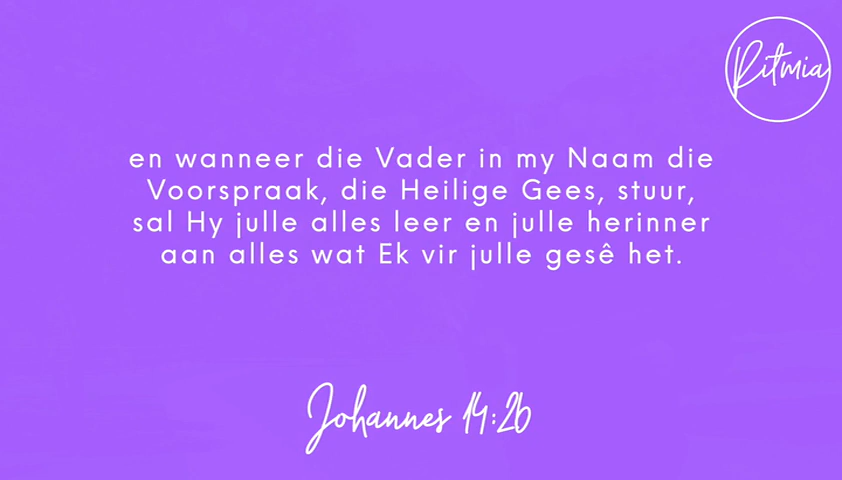 Ritmia
en wanneer die Vader in my Naam die
Voorspraak, die Heilige Gees, stuur,
sal Hy julle alles leer en julle herinner
aan alles wat Ek vir julle gesê het.
Johannes 14:26